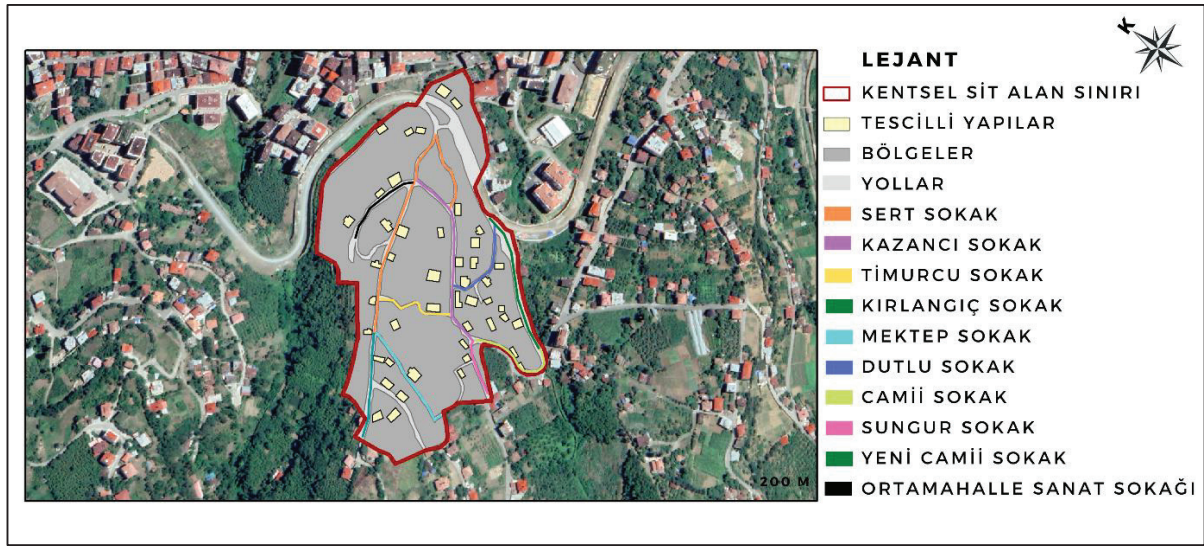 K
LEJANT
KENTSEL SİT ALAN SINIRI
TESCİLLİ YAPILAR
BÖLGELER
YOLLAR
SERT SOKAK
KAZANCI SOKAK
TİMURCU SOKAK
KIRLANGIÇ SOKAK
MEKTEP SOKAK
DUTLU SOKAK
CAMİİ SOKAK
SUNGUR SOKAK
YENİ CAMİİ SOKAK
ORTAMAHALLE SANAT SOKAĞI
200 M